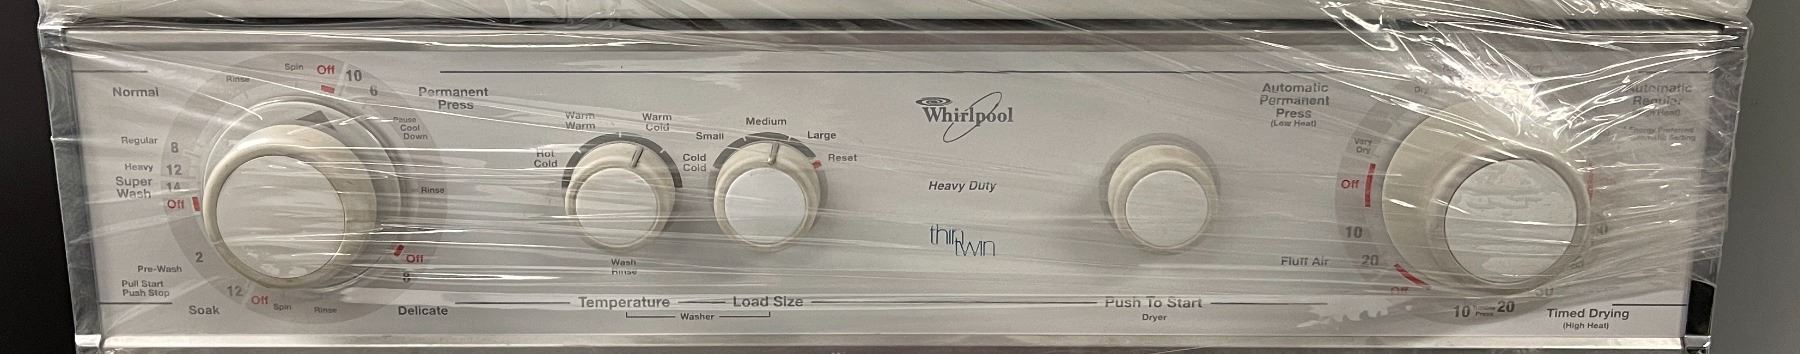 Normal
Spin
Off
10
6
Rinse
Permanent
Press
Pause
Cool
Down
Regular
8
Heavy
12
Super
Wash
14
Off
Rinse
2
Off
8
Pre-Wash
Pull Start
Push Stop
12
Off
Spin
Rinse
Soak
Delicate
Warm
Warm
Warm
Cold
Hot
Cold
Cold
Cold
Wash
Rinse
Temperature
Small
Medium
Large
Reset
Load Size
Washer
Whirlpool
Heavy Duty
thin twin
Push To Start
Dryer
Automatic
Permanent
Press
(Low Heat)
Very
Dry
Off
10
20
Fluff Air
Off
10
20
Automatic
Regular
Timed Drying
(High Heat)